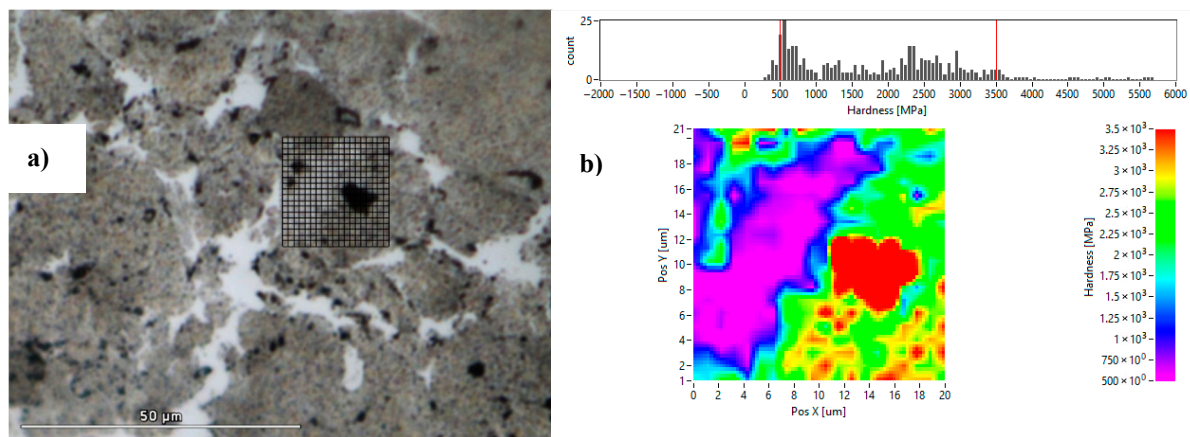 a)
50 µm
b)
25
count
0
−2000 −1500 −1000 −500 0 500 1000 1500 2000 2500 3000 3500 4000 4500 5000 5500 6000
Hardness [MPa]
21
20
18
16
14
12
10
8
6
4
2
1
Pos Y [um]
0 2 4 6 8 10 12 14 16 18 20
Pos X [um]
3.5 × 10³
3.25 × 10³
3 × 10³
2.75 × 10³
2.5 × 10³
2.25 × 10³
2 × 10³
1.75 × 10³
1.5 × 10³
1.25 × 10³
1 × 10³
750 × 10⁰
500 × 10⁰
Hardness [MPa]